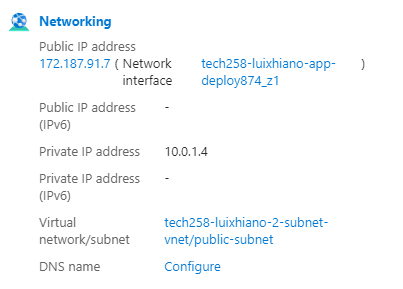 Networking
Public IP address
172.187.91.7 ( Network interface tech258-luixhiano-app-deploy874_z1 )
Public IP address (IPv6) -
Private IP address 10.0.1.4
Private IP address (IPv6) -
Virtual network/subnet tech258-luixhiano-2-subnet-vnet/public-subnet
DNS name Configure